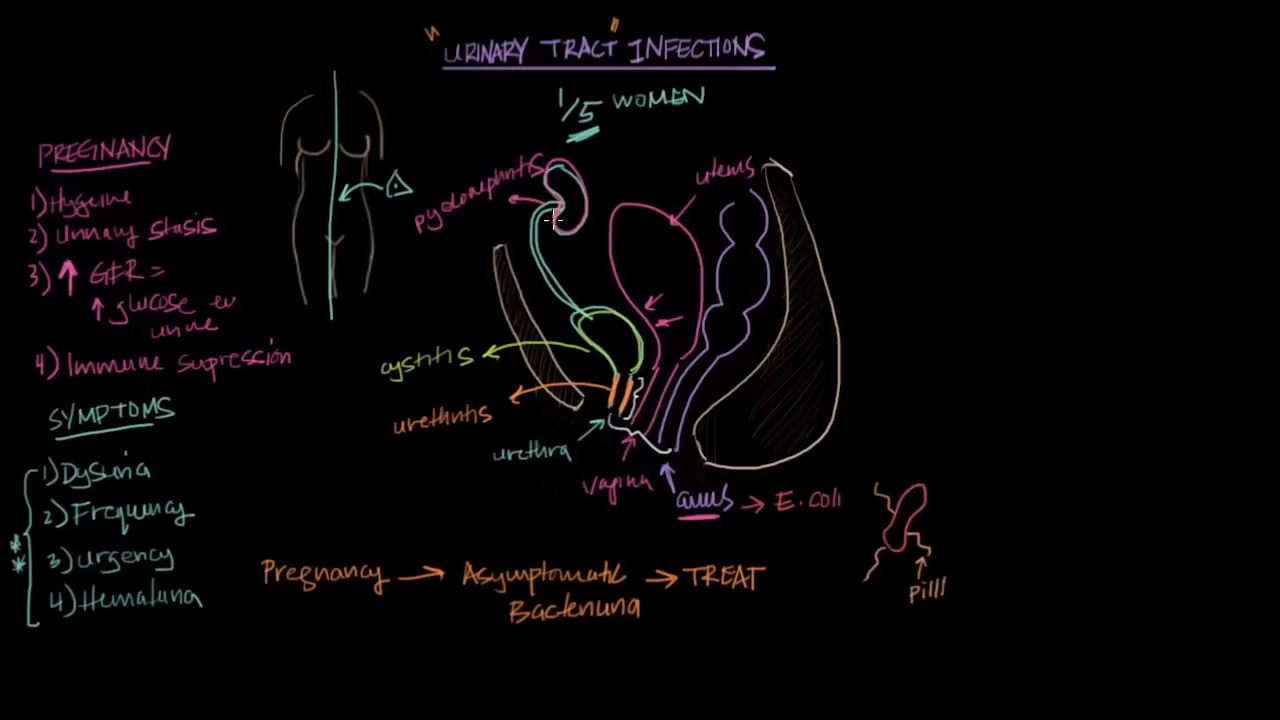 " URINARY TRACT INFECTIONS "
1/5 WOMEN
PREGNANCY
1) Hygeine
2) Urinary stasis
3) ↑ GFR =
↑ glucose in
urine
4) Immune supression
SYMPTOMS
1) Dysuria
2) Frequency
3) urgency
4) Hematuria
pyelonephritis
uterus
cystitis
urethritis
urethra
vagina
anus → E. coli
Pilli
Pregnancy → Asymptomatic → TREAT
Bacteriuria